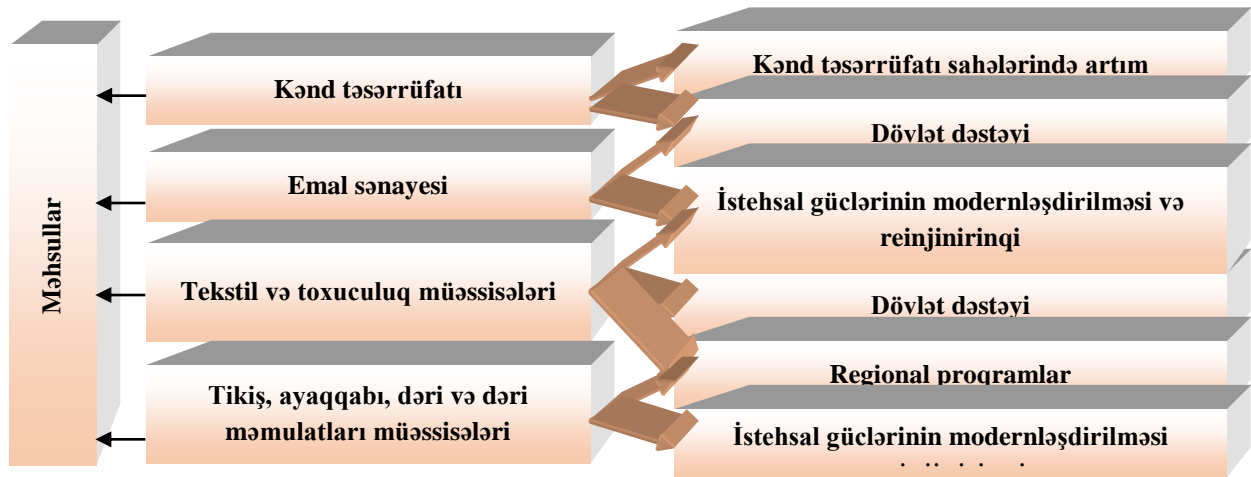 Məhsullar
Kənd təsərrüfatı
Emal sənayesi
Tekstil və toxuculuq müəssisələri
Tikiş, ayaqqabı, dəri və dəri
məmulatları müəssisələri
Kənd təsərrüfatı sahələrində artım
Dövlət dəstəyi
İstehsal güclərinin modernləşdirilməsi və
reinjinirinqi
Dövlət dəstəyi
Regional proqramlar
İstehsal güclərinin modernləşdirilməsi